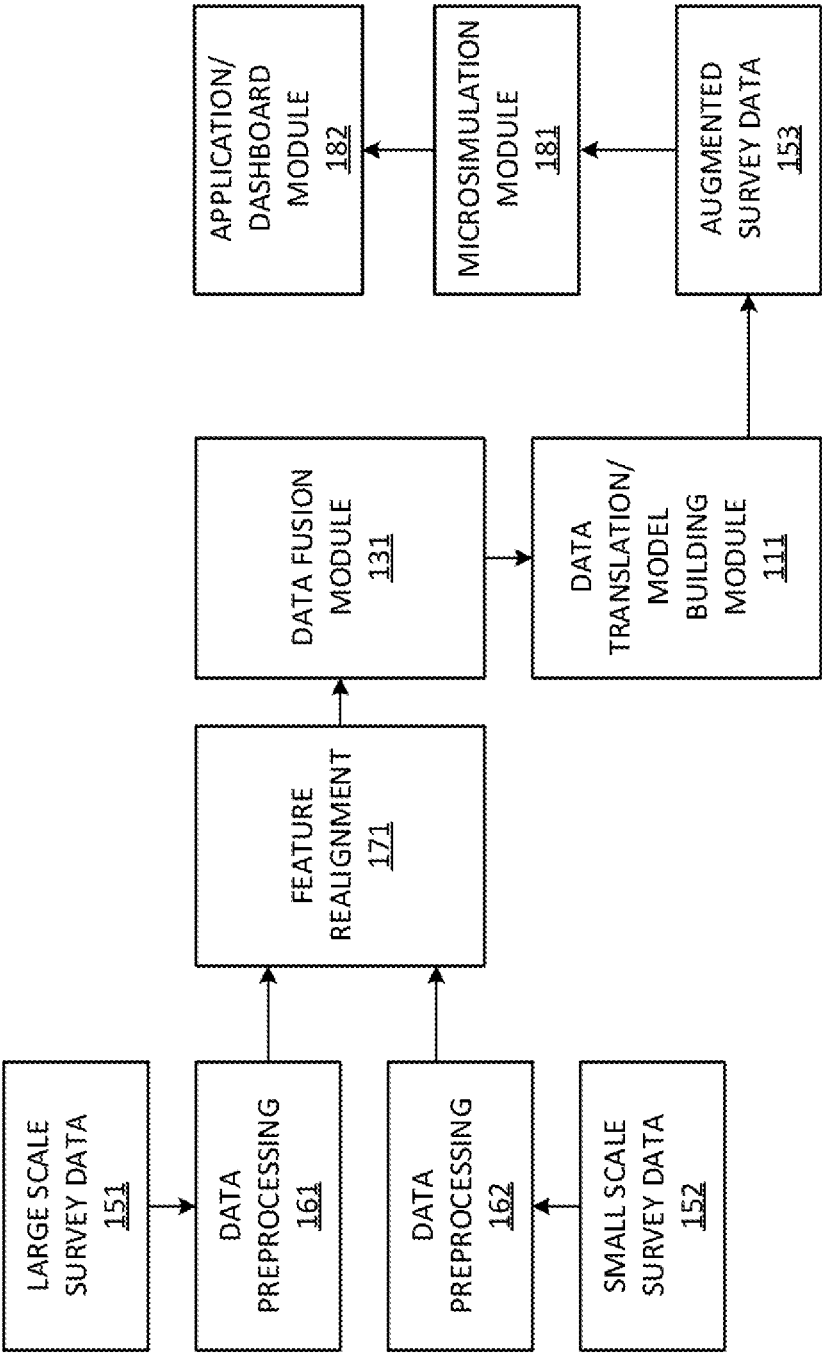 LARGE SCALE
SURVEY DATA
151
DATA
PREPROCESSING
161
DATA
PREPROCESSING
162
SMALL SCALE
SURVEY DATA
152
FEATURE
REALIGNMENT
171
DATA FUSION
MODULE
131
DATA
TRANSLATION/
MODEL
BUILDING
MODULE
111
APPLICATION/
DASHBOARD
MODULE
182
MICROSIMULATION
MODULE
181
AUGMENTED
SURVEY DATA
153